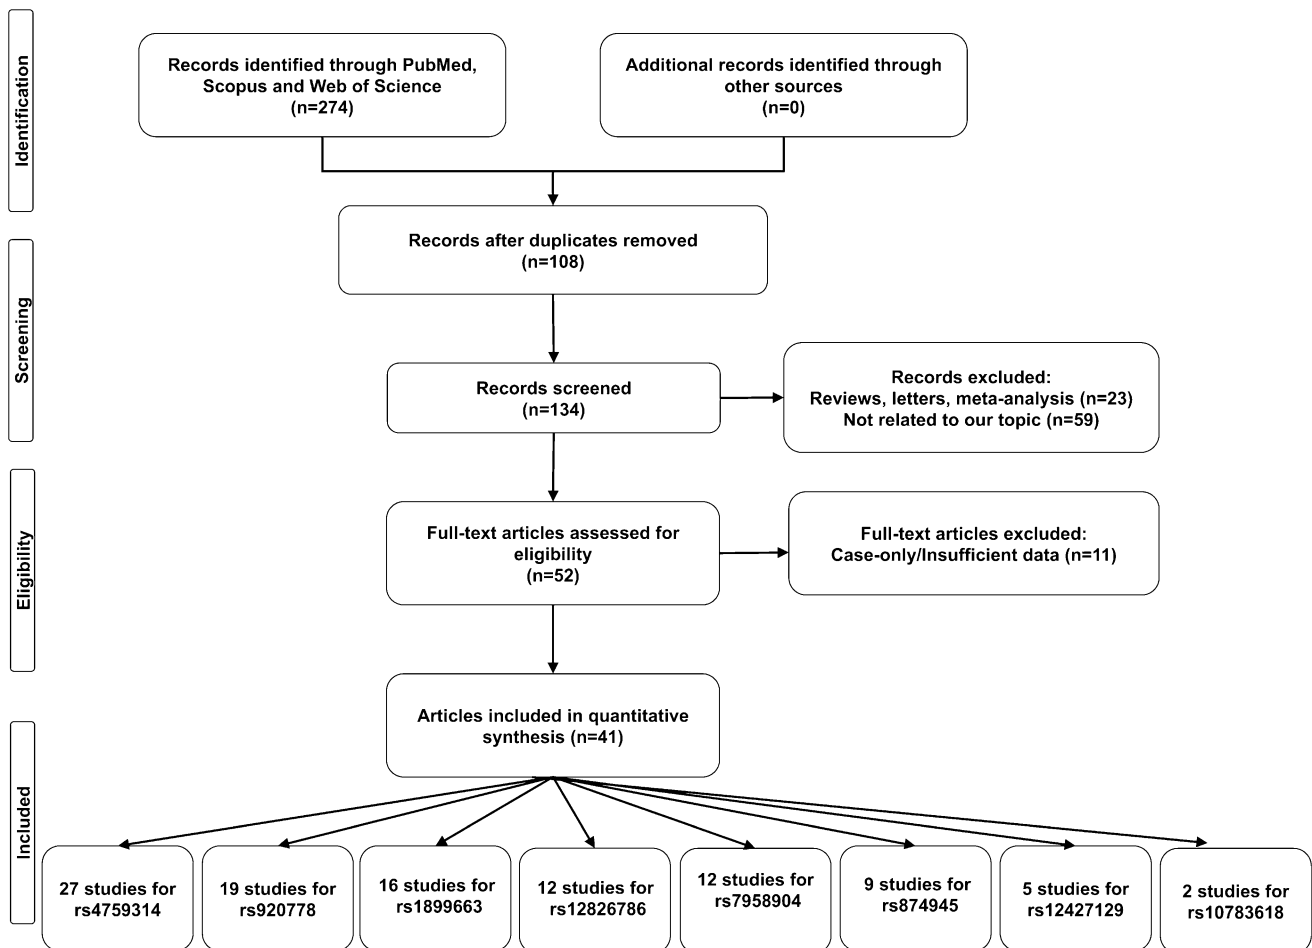 Identification
Records identified through PubMed,
Scopus and Web of Science
(n=274)
Additional records identified through
other sources
(n=0)
Records after duplicates removed
(n=108)
Screening
Records screened
(n=134)
Records excluded:
Reviews, letters, meta-analysis (n=23)
Not related to our topic (n=59)
Eligibility
Full-text articles assessed for
eligibility
(n=52)
Full-text articles excluded:
Case-only/Insufficient data (n=11)
Included
Articles included in quantitative
synthesis (n=41)
27 studies for
rs4759314
19 studies for
rs920778
16 studies for
rs1899663
12 studies for
rs12826786
12 studies for
rs7958904
9 studies for
rs874945
5 studies for
rs12427129
2 studies for
rs10783618